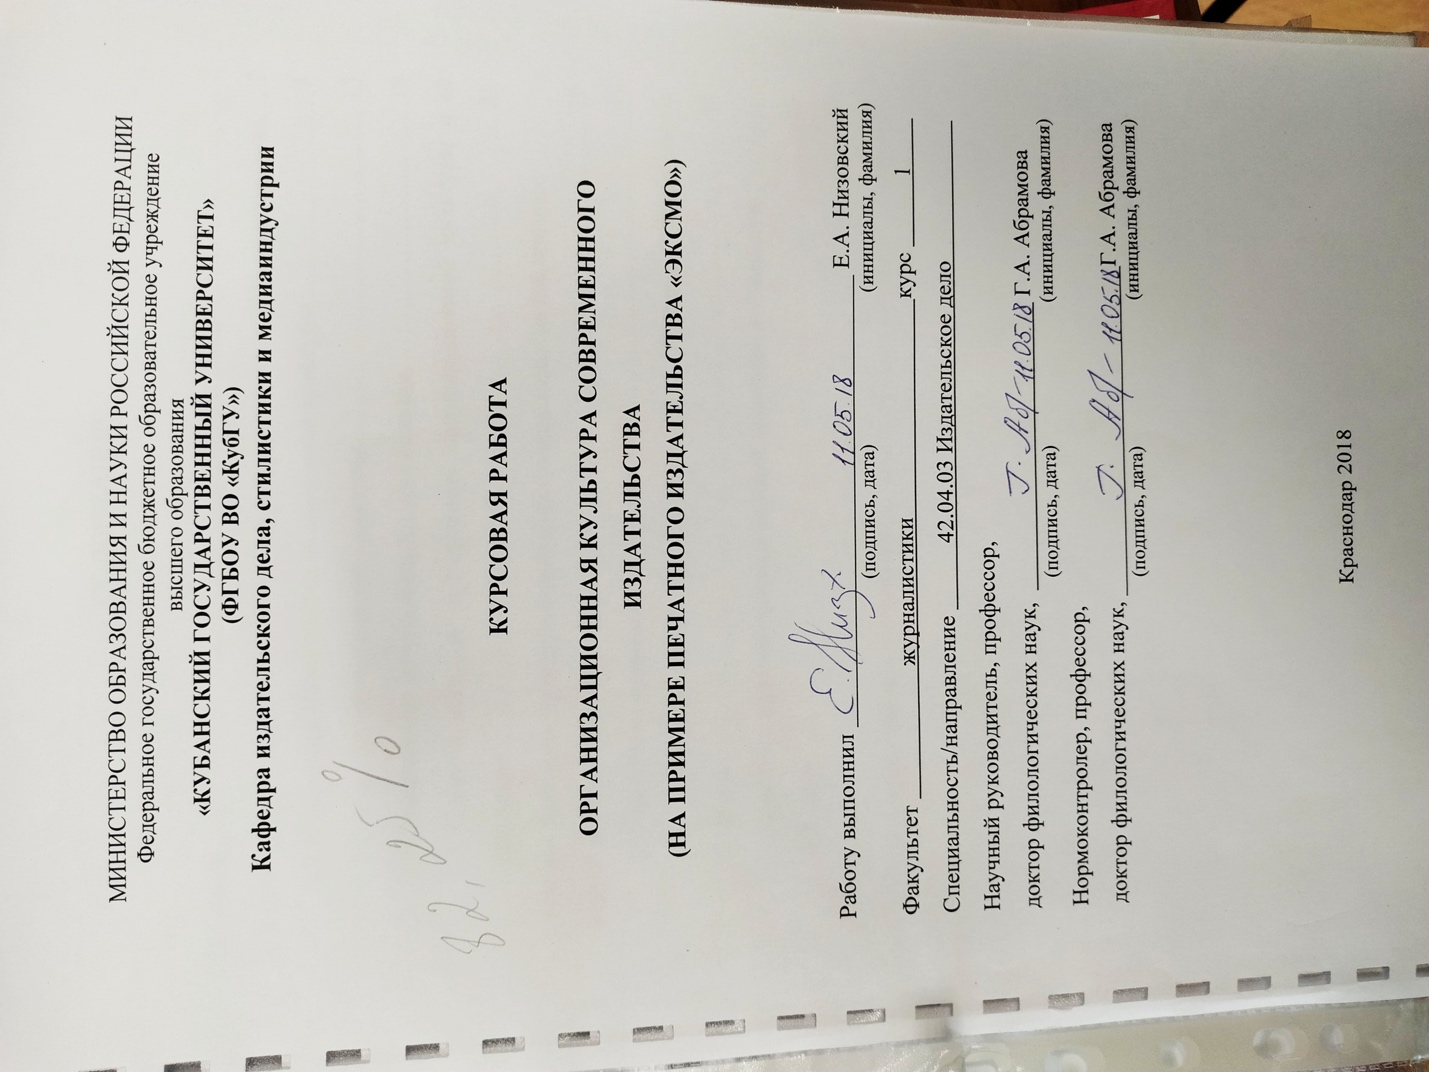 МИНИСТЕРСТВО ОБРАЗОВАНИЯ И НАУКИ РОССИЙСКОЙ ФЕДЕРАЦИИ
Федеральное государственное бюджетное образовательное учреждение
высшего образования
«КУБАНСКИЙ ГОСУДАРСТВЕННЫЙ УНИВЕРСИТЕТ»
(ФГБОУ ВО «КубГУ»)
Кафедра издательского дела, стилистики и медиаиндустрии
82,25%
КУРСОВАЯ РАБОТА
ОРГАНИЗАЦИОННАЯ КУЛЬТУРА СОВРЕМЕННОГО
ИЗДАТЕЛЬСТВА
(НА ПРИМЕРЕ ПЕЧАТНОГО ИЗДАТЕЛЬСТВА «ЭКСМО»)
Работу выполнил 11.05.18 Е.А. Низовский
(подпись, дата) (инициалы, фамилия)
Факультет журналистики курс 1
Специальность/направление 42.04.03 Издательское дело
Научный руководитель, профессор,
доктор филологических наук, 11.05.18 Г.А. Абрамова
(подпись, дата) (инициалы, фамилия)
Нормоконтролер, профессор,
доктор филологических наук, 11.05.18 Г.А. Абрамова
(подпись, дата) (инициалы, фамилия)
Краснодар 2018